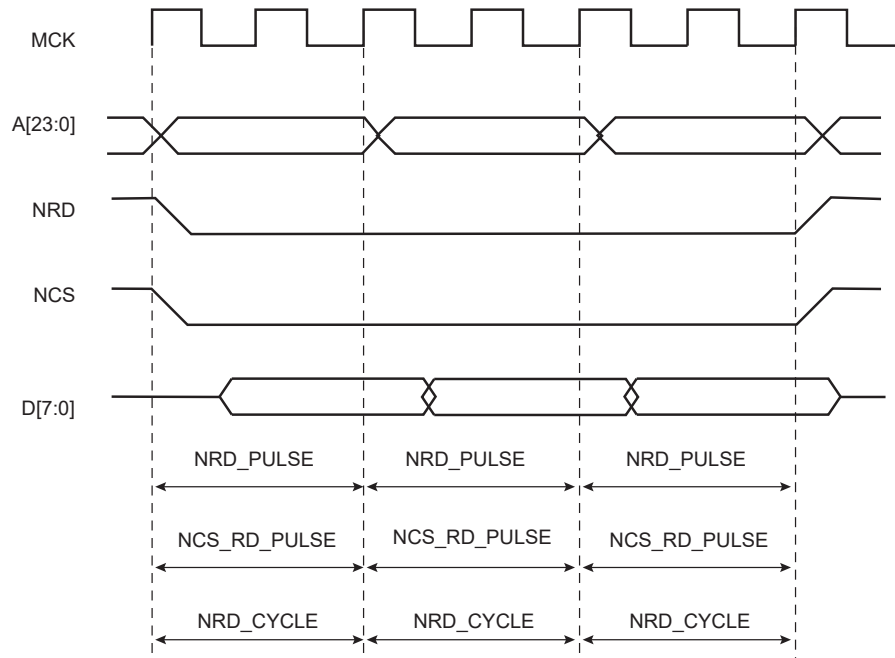 MCK
A[23:0]
NRD
NCS
D[7:0]
NRD_PULSE NRD_PULSE NRD_PULSE
NCS_RD_PULSE NCS_RD_PULSE NCS_RD_PULSE
NRD_CYCLE NRD_CYCLE NRD_CYCLE